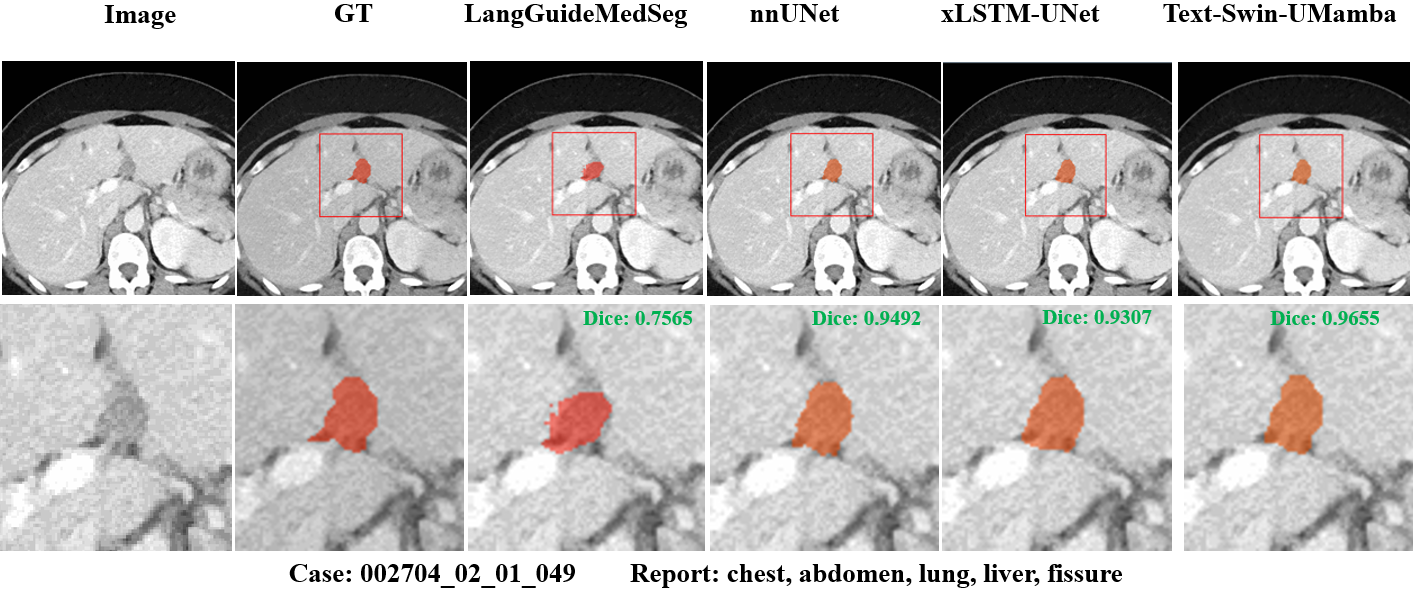 Image GT LangGuideMedSeg nnUNet xLSTM-UNet Text-Swin-UMamba
Dice: 0.7565 Dice: 0.9492 Dice: 0.9307 Dice: 0.9655
Case: 002704_02_01_049 Report: chest, abdomen, lung, liver, fissure